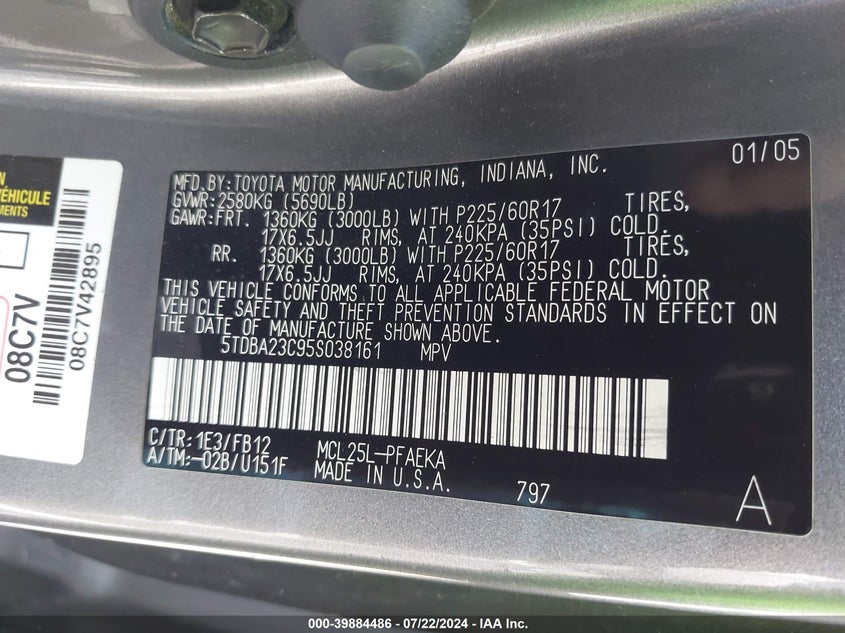 N
VÉHICULE
MENTS
08C7V
08C7V42895
MFD.BY:TOYOTA MOTOR MANUFACTURING, INDIANA, INC. 01/05
GVWR:2580KG (5690LB)
GAWR:FRT. 1360KG (3000LB) WITH P225/60R17 TIRES,
17X6.5JJ RIMS, AT 240KPA (35PSI) COLD.
RR. 1360KG (3000LB) WITH P225/60R17 TIRES,
17X6.5JJ RIMS, AT 240KPA (35PSI) COLD.
THIS VEHICLE CONFORMS TO ALL APPLICABLE FEDERAL MOTOR
VEHICLE SAFETY AND THEFT PREVENTION STANDARDS IN EFFECT ON
THE DATE OF MANUFACTURE SHOWN ABOVE.
5TDBA23C95S038161 MPV
C/TR:1E3/FB12 MCL25L-PFAEKA
A/TM:-02B/U151F MADE IN U.S.A. 797 A
000-39884486 - 07/22/2024 - IAA Inc.